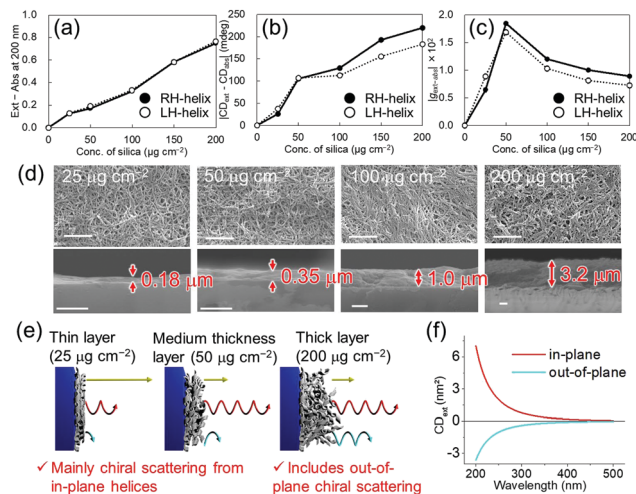 (a)
Ext − Abs at 200 nm
1.0
0.8
0.6
0.4
0.2
0.0
RH-helix
LH-helix
0 50 100 150 200
Conc. of silica (µg cm−2)
(b)
|CDext - CDabs| (mdeg)
250
200
150
100
50
0
RH-helix
LH-helix
0 50 100 150 200
Conc. of silica (µg cm−2)
(c)
|gext−abs| × 102
2.0
1.5
1.0
0.5
0.0
RH-helix
LH-helix
0 50 100 150 200
Conc. of silica (µg cm−2)
(d)
25 µg cm−2
50 µg cm−2
100 µg cm−2
200 µg cm−2
0.18 µm
0.35 µm
1.0 µm
3.2 µm
(e)
Thin layer
(25 µg cm−2)
Medium thickness
layer (50 µg cm−2)
Thick layer
(200 µg cm−2)
✓ Mainly chiral scattering from
in-plane helices
✓ Includes out-of-
plane chiral scattering
(f)
CDext (nm²)
6
3
0
-3
in-plane
out-of-plane
200 300 400 500
Wavelength (nm)